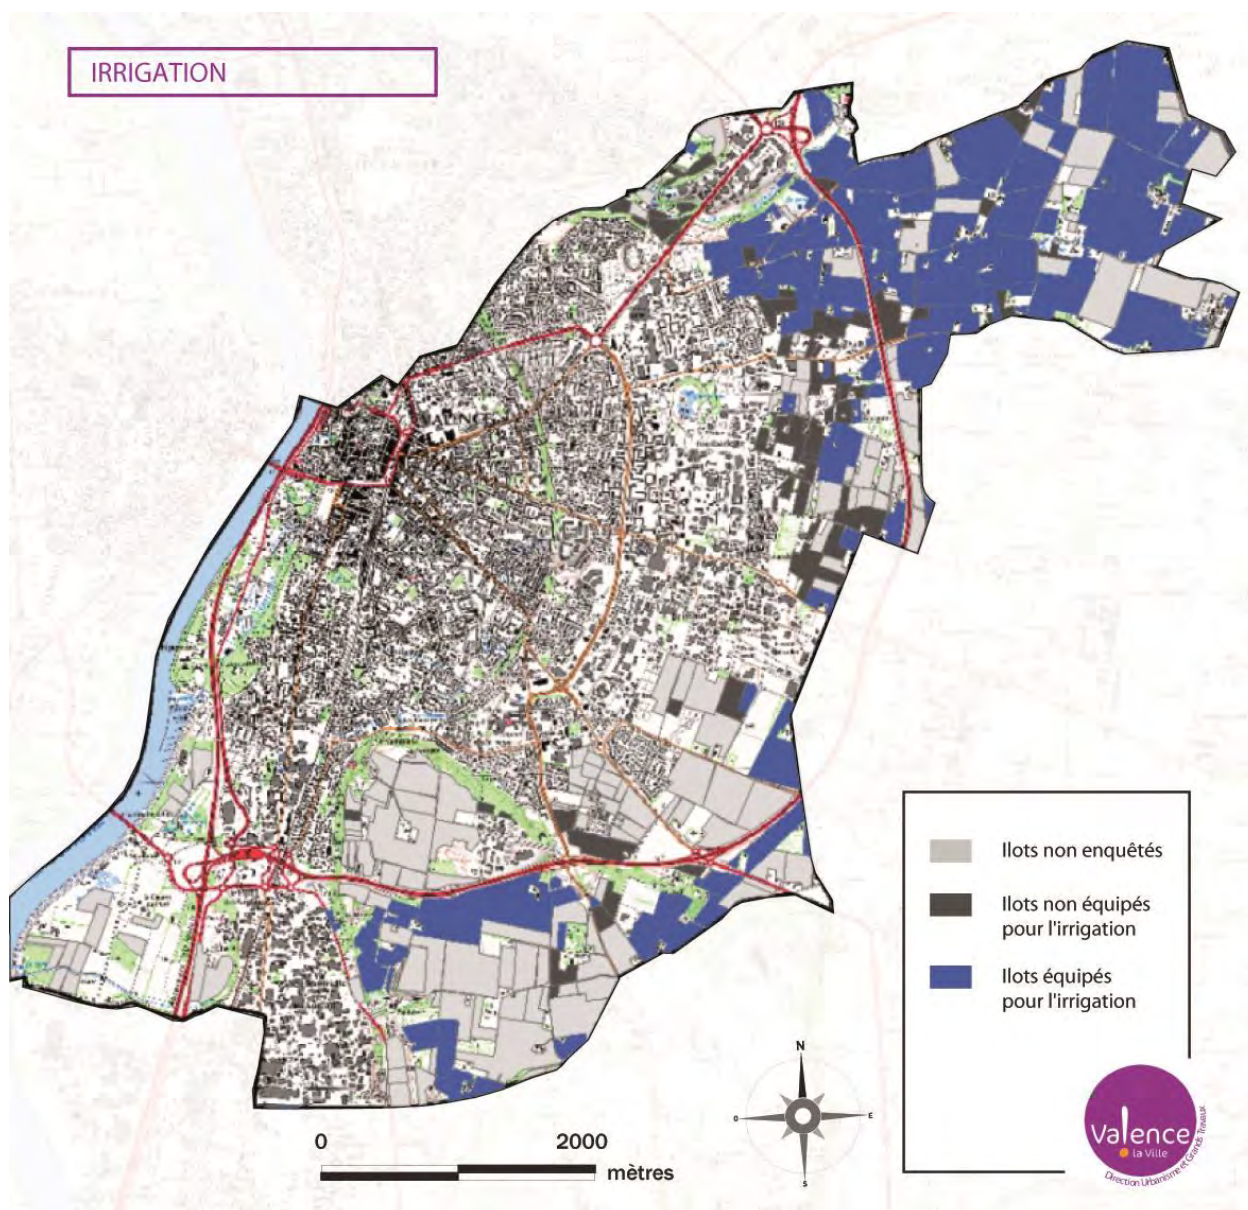 IRRIGATION
VALENCE
Ilots non enquêtés
Ilots non équipés
pour l'irrigation
Ilots équipés
pour l'irrigation
N
O
E
S
0
2000
mètres
Valence
la Ville
Direction Urbanisme et Grands Travaux